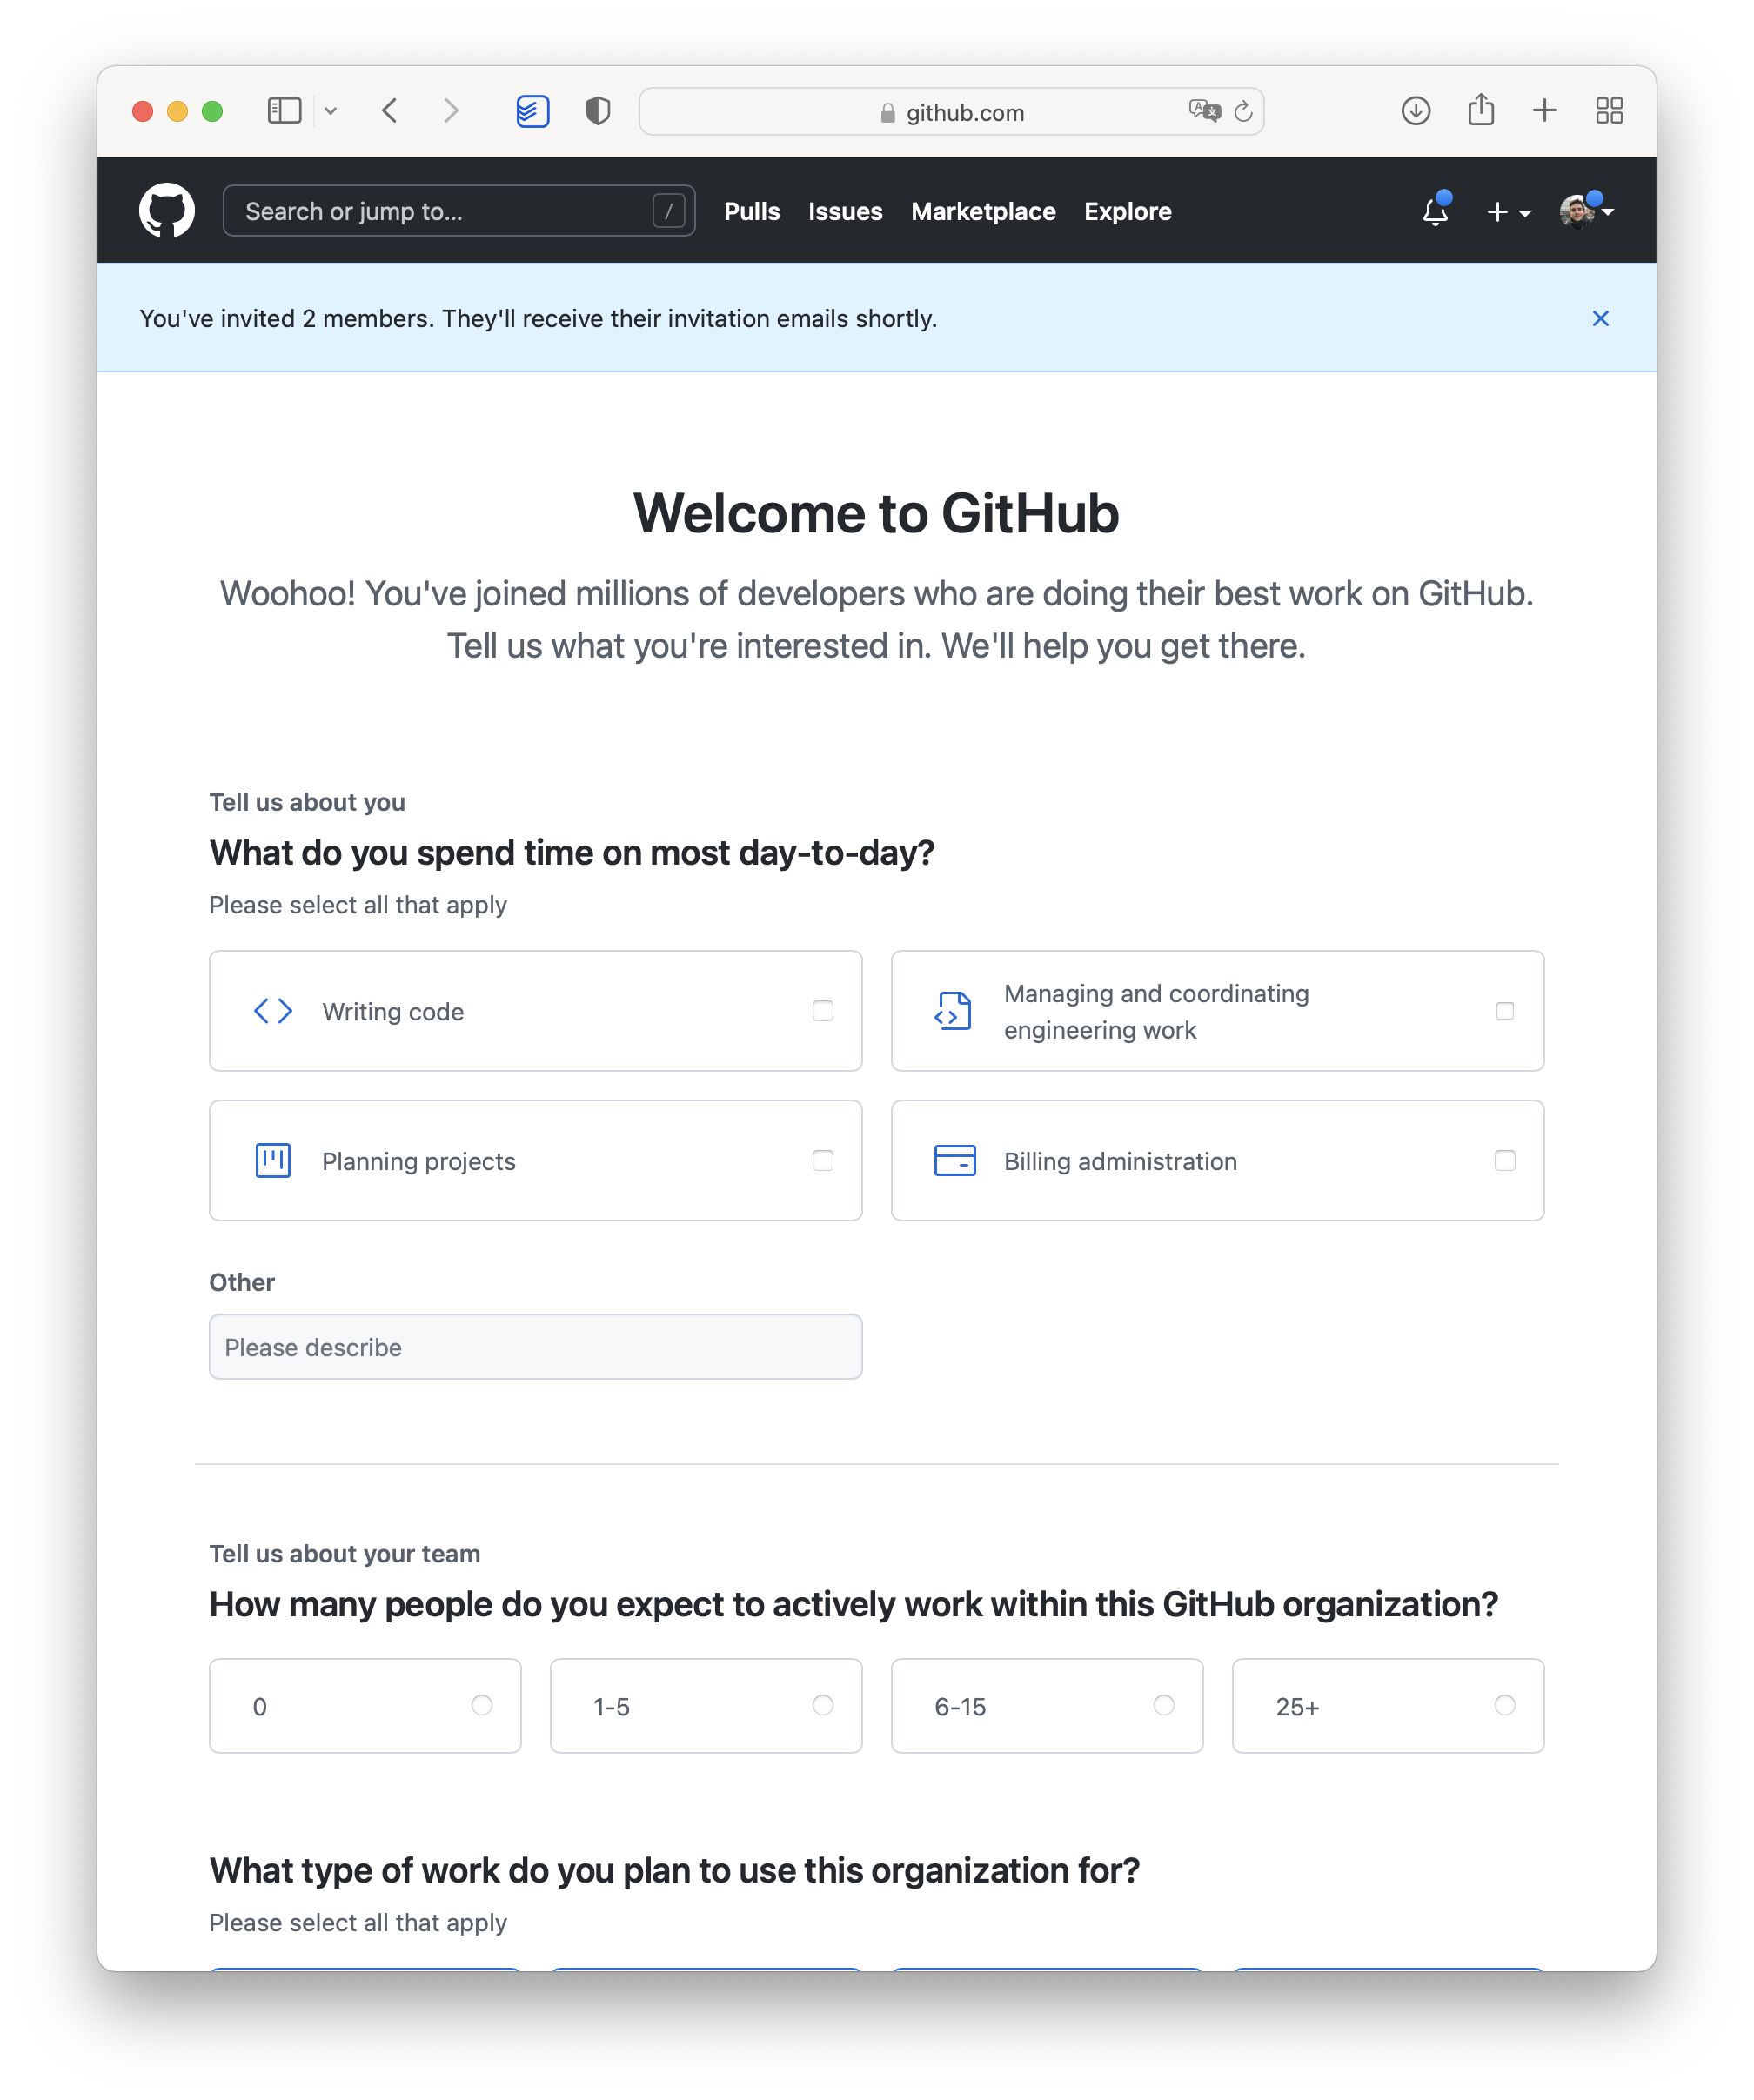 github.com
Search or jump to...
/
Pulls
Issues
Marketplace
Explore
You've invited 2 members. They'll receive their invitation emails shortly.
Welcome to GitHub
Woohoo! You've joined millions of developers who are doing their best work on GitHub.
Tell us what you're interested in. We'll help you get there.
Tell us about you
What do you spend time on most day-to-day?
Please select all that apply
Writing code
Managing and coordinating
engineering work
Planning projects
Billing administration
Other
Please describe
Tell us about your team
How many people do you expect to actively work within this GitHub organization?
0
1-5
6-15
25+
What type of work do you plan to use this organization for?
Please select all that apply